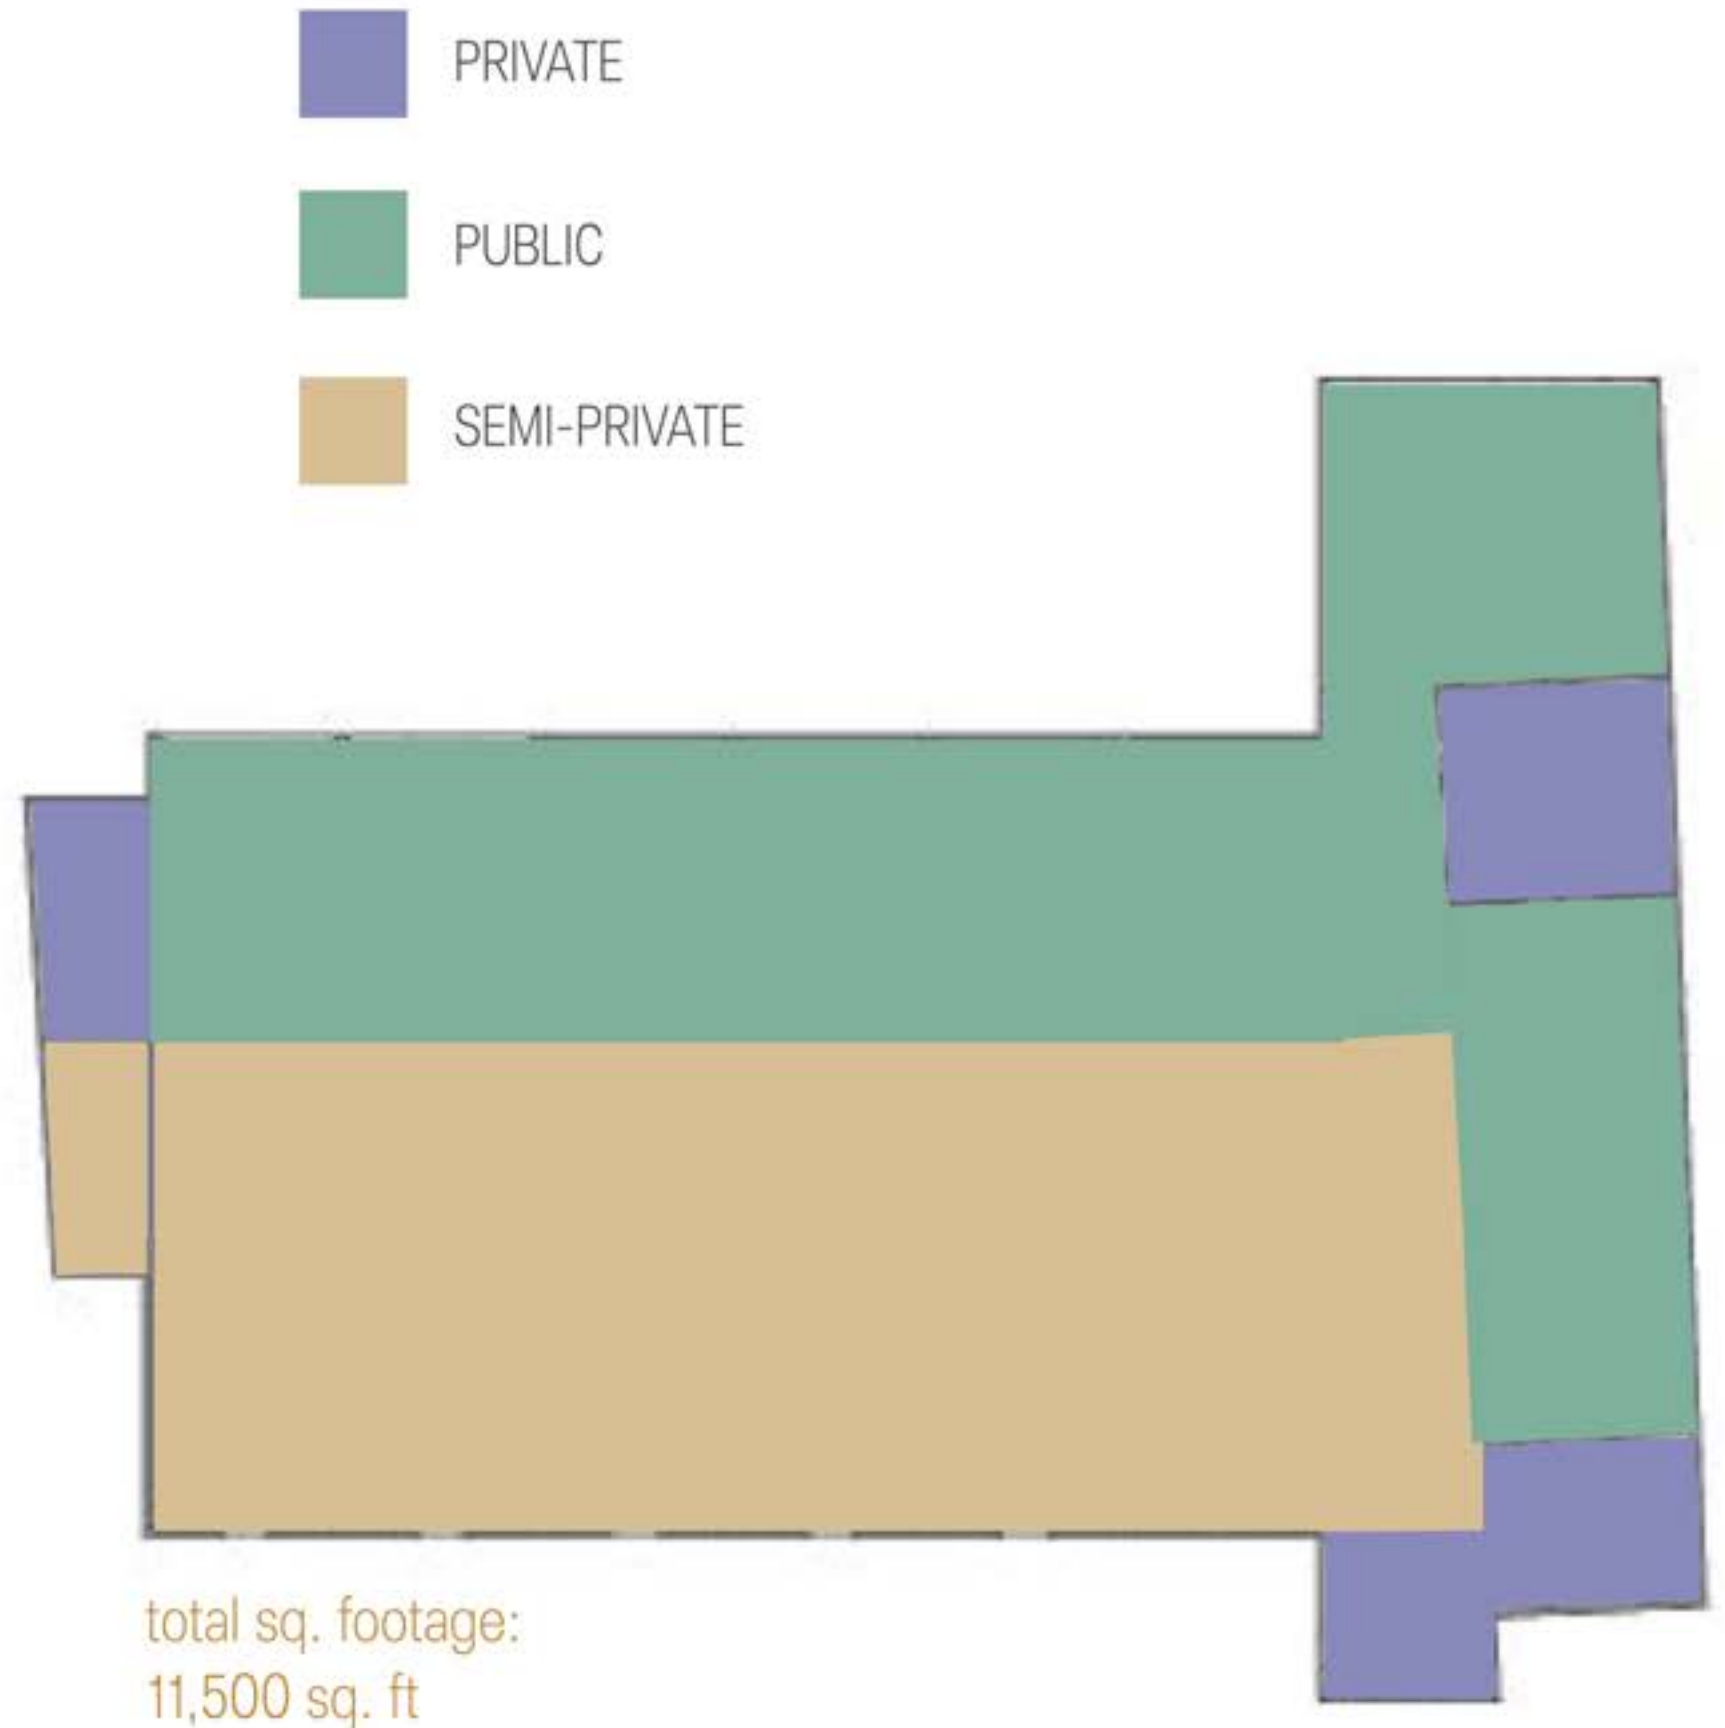 PRIVATE
PUBLIC
SEMI-PRIVATE
total sq. footage:
11,500 sq. ft